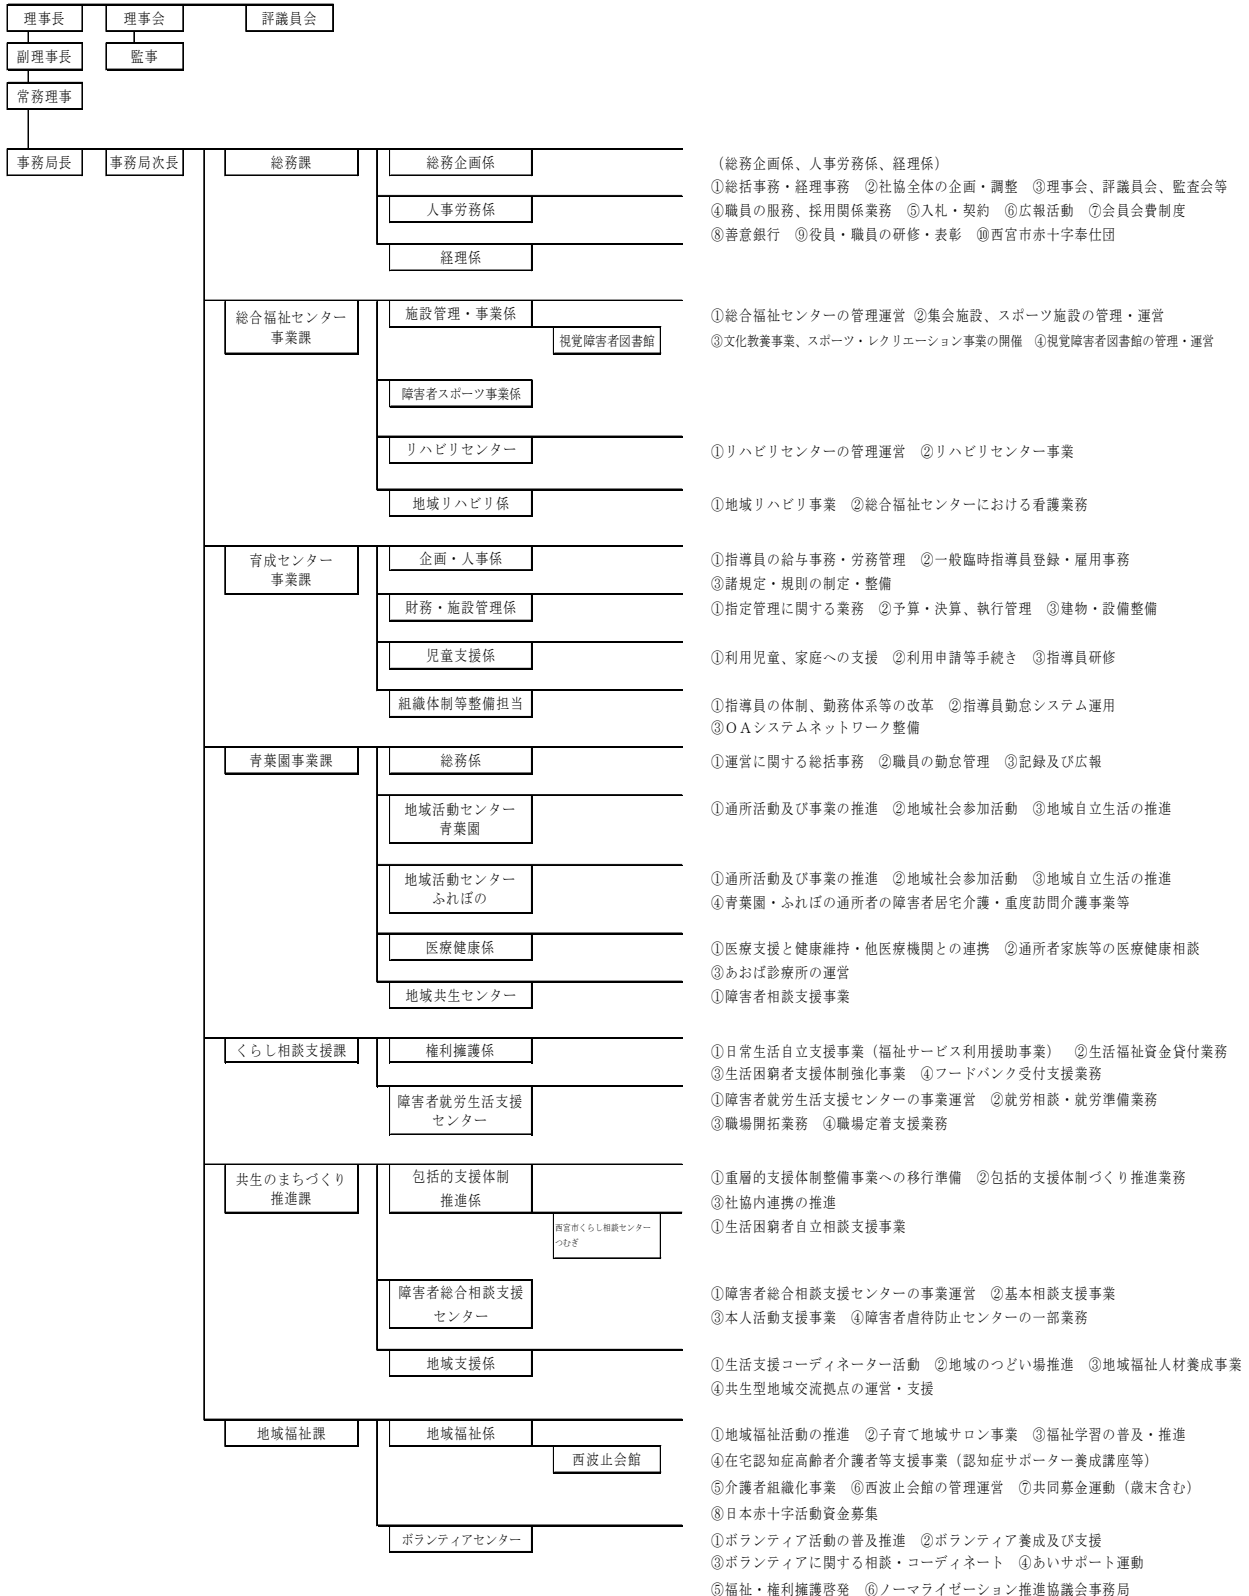 理事長 理事会 評議員会
副理事長 監事
常務理事
事務局長 事務局次長 総務課 総務企画係 (総務企画係、人事労務係、経理係)
①総括事務・経理事務 ②社協全体の企画・調整 ③理事会、評議員会、監査会等
人事労務係 ④職員の服務、採用関係業務 ⑤入札・契約 ⑥広報活動 ⑦会員会費制度
⑧善意銀行 ⑨役員・職員の研修・表彰 ⑩西宮市赤十字奉仕団
経理係
総合福祉センター
事業課
施設管理・事業係 ①総合福祉センターの管理運営 ②集会施設、スポーツ施設の管理・運営
視覚障害者図書館 ③文化教養事業、スポーツ・レクリエーション事業の開催 ④視覚障害者図書館の管理・運営
障害者スポーツ事業係
リハビリセンター ①リハビリセンターの管理運営 ②リハビリセンター事業
地域リハビリ係 ①地域リハビリ事業 ②総合福祉センターにおける看護業務
育成センター
事業課
企画・人事係 ①指導員の給与事務・労務管理 ②一般臨時指導員登録・雇用事務
③諸規定・規則の制定・整備
財務・施設管理係 ①指定管理に関する業務 ②予算・決算、執行管理 ③建物・設備整備
児童支援係 ①利用児童、家庭への支援 ②利用申請等手続き ③指導員研修
組織体制等整備担当 ①指導員の体制、勤務体系等の改革 ②指導員勤怠システム運用
③OAシステムネットワーク整備
青葉園事業課 総務係 ①運営に関する総括事務 ②職員の勤怠管理 ③記録及び広報
地域活動センター
青葉園
①通所活動及び事業の推進 ②地域社会参加活動 ③地域自立生活の推進
地域活動センター
ふれぼの
①通所活動及び事業の推進 ②地域社会参加活動 ③地域自立生活の推進
④青葉園・ふれぼの通所者の障害者居宅介護・重度訪問介護事業等
医療健康係 ①医療支援と健康維持・他医療機関との連携 ②通所者家族等の医療健康相談
③あおば診療所の運営
地域共生センター ①障害者相談支援事業
くらし相談支援課 権利擁護係 ①日常生活自立支援事業(福祉サービス利用援助事業) ②生活福祉資金貸付業務
③生活困窮者支援体制強化事業 ④フードバンク受付支援業務
障害者就労生活支援
センター
①障害者就労生活支援センターの事業運営 ②就労相談・就労準備業務
③職場開拓業務 ④職場定着支援業務
共生のまちづくり
推進課
包括的支援体制
推進係
①重層的支援体制整備事業への移行準備 ②包括的支援体制づくり推進業務
③社協内連携の推進
西宮市くらし相談センター
つむぎ
①生活困窮者自立相談支援事業
障害者総合相談支援
センター
①障害者総合相談支援センターの事業運営 ②基本相談支援事業
③本人活動支援事業 ④障害者虐待防止センターの一部業務
地域支援係 ①生活支援コーディネーター活動 ②地域のつどい場推進 ③地域福祉人材養成事業
④共生型地域交流拠点の運営・支援
地域福祉課 地域福祉係 ①地域福祉活動の推進 ②子育て地域サロン事業 ③福祉学習の普及・推進
西波止会館 ④在宅認知症高齢者介護者等支援事業(認知症サポーター養成講座等)
⑤介護者組織化事業 ⑥西波止会館の管理運営 ⑦共同募金運動(歳末含む)
⑧日本赤十字活動資金募集
ボランティアセンター ①ボランティア活動の普及推進 ②ボランティア養成及び支援
③ボランティアに関する相談・コーディネート ④あいサポート運動
⑤福祉・権利擁護啓発 ⑥ノーマライゼーション推進協議会事務局